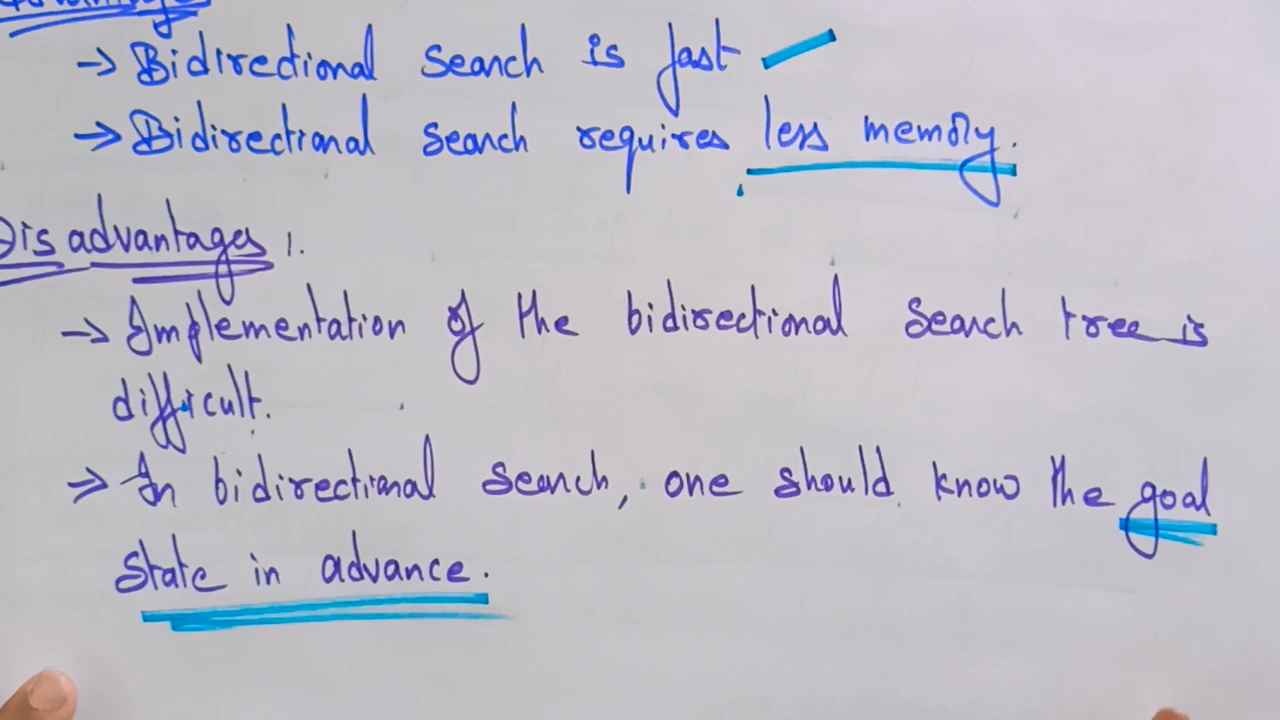 Advantages
→ Bidirectional search is fast
→ Bidirectional search requires less memory.
Disadvantages :
→ Implementation of the bidirectional search tree is
difficult.
→ In bidirectional search, one should know the goal
state in advance.